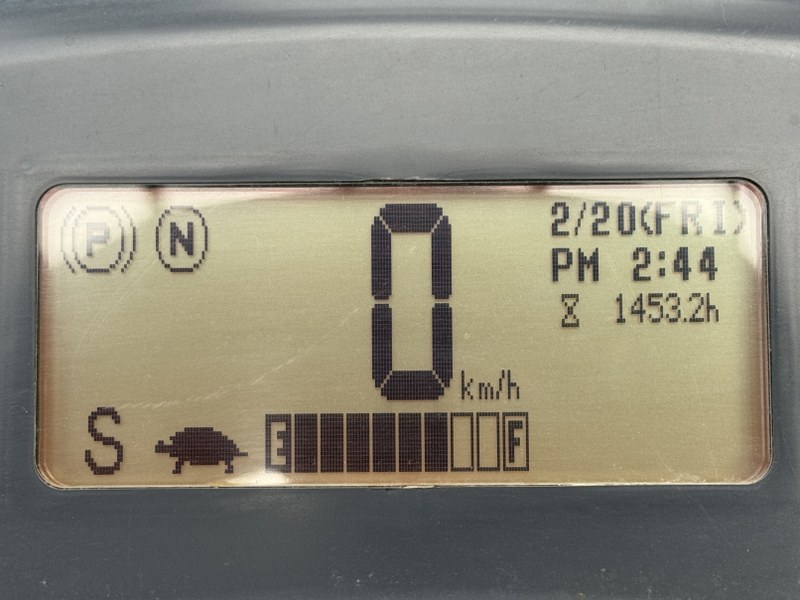 P N
0
km/h
2/20(FRI)
PM 2:44
1453.2h
S
E F